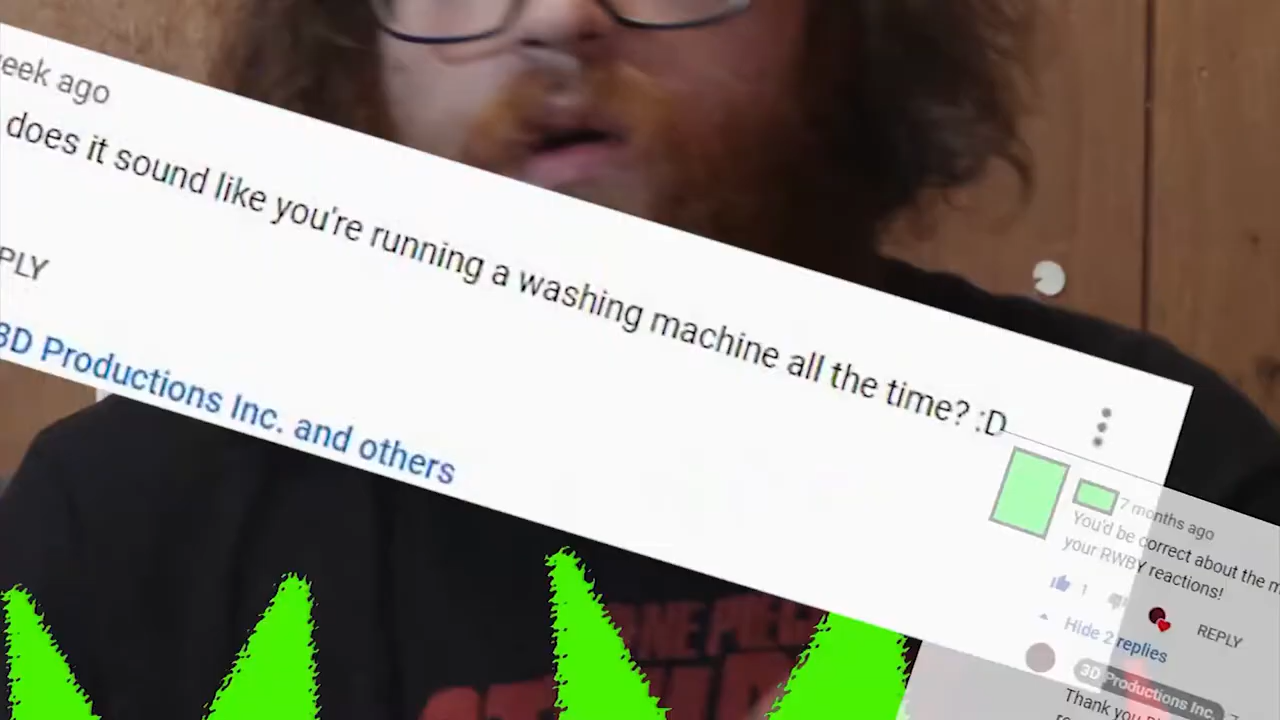 eek ago
does it sound like you're running a washing machine all the time? :D
PLY
3D Productions Inc. and others
7 months ago
You'd be correct about the m
your RWBY reactions!
1
REPLY
Hide 2 replies
3D Productions Inc
Thank you
ONE PIECE